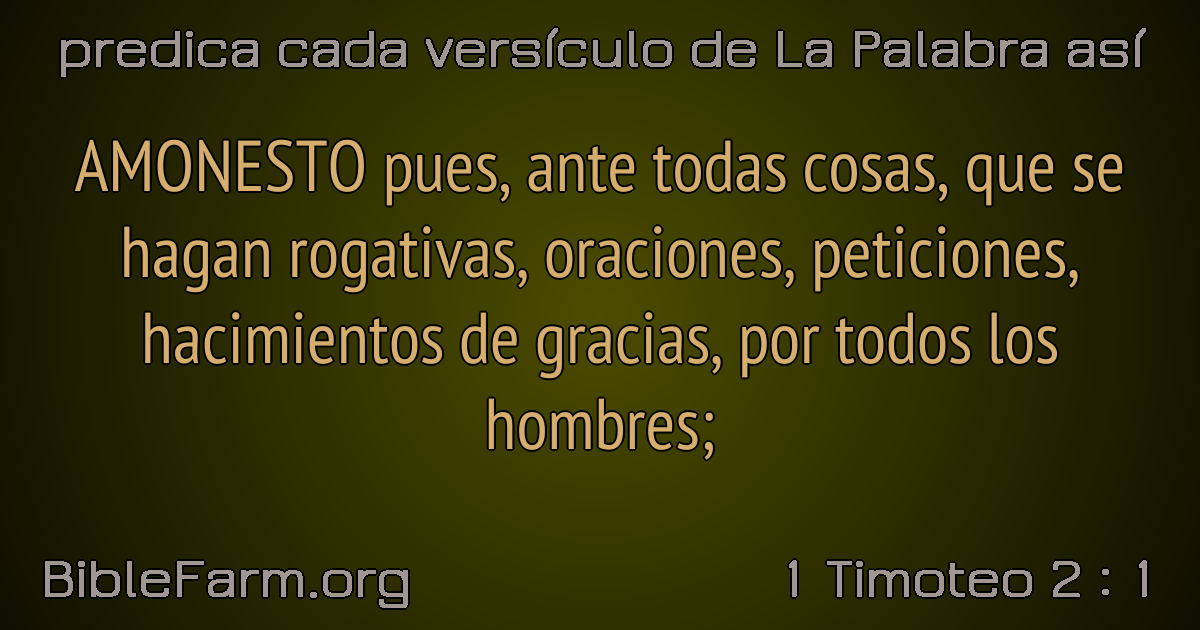 predica cada versículo de La Palabra así
AMONESTO pues, ante todas cosas, que se
hagan rogativas, oraciones, peticiones,
hacimientos de gracias, por todos los
hombres;
BibleFarm.org
1 Timoteo 2 : 1